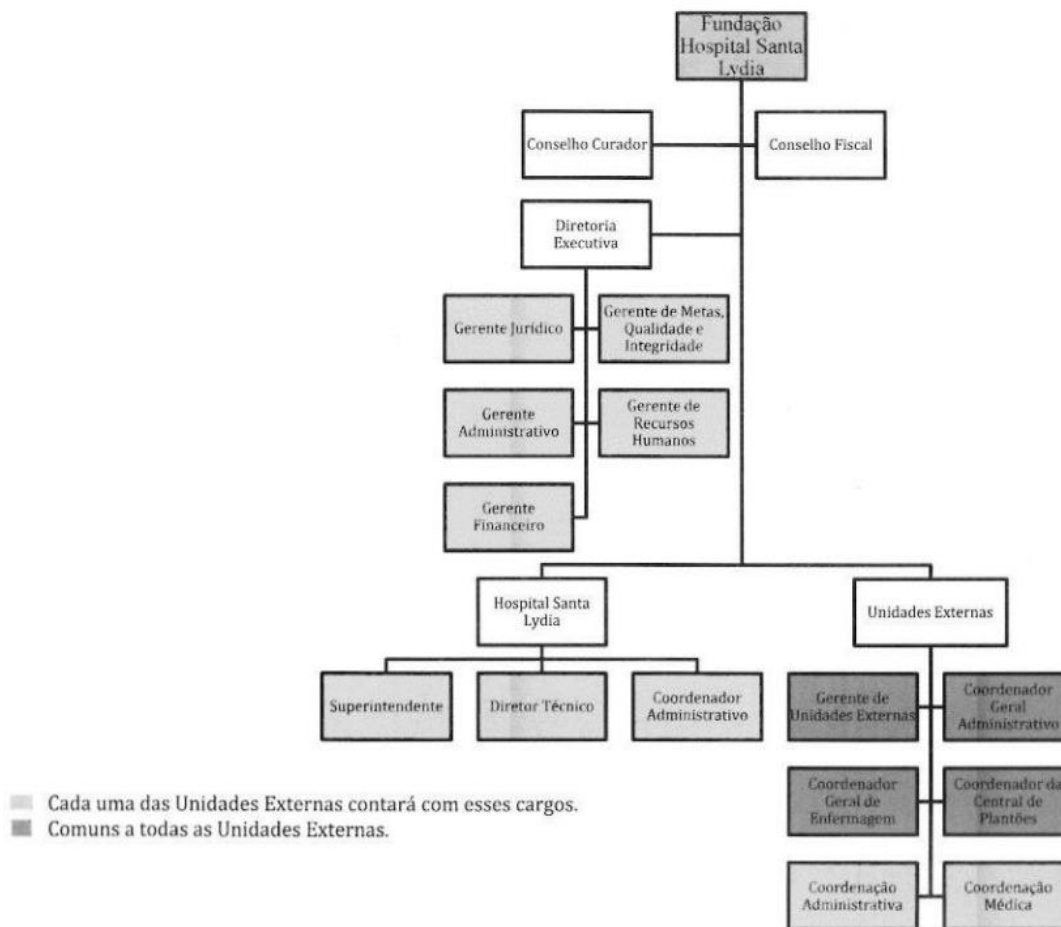 Fundação
Hospital Santa
Lydia
Conselho Curador
Conselho Fiscal
Diretoria
Executiva
Gerente Jurídico
Gerente de Metas,
Qualidade e
Integridade
Gerente
Administrativo
Gerente de
Recursos
Humanos
Gerente
Financeiro
Hospital Santa
Lydia
Unidades Externas
Superintendente
Diretor Técnico
Coordenador
Administrativo
Gerente de
Unidades Externas
Coordenador
Geral
Administrativo
Coordenador
Geral de
Enfermagem
Coordenador da
Central de
Plantões
Coordenação
Administrativa
Coordenação
Médica
Cada uma das Unidades Externas contará com esses cargos.
Comuns a todas as Unidades Externas.